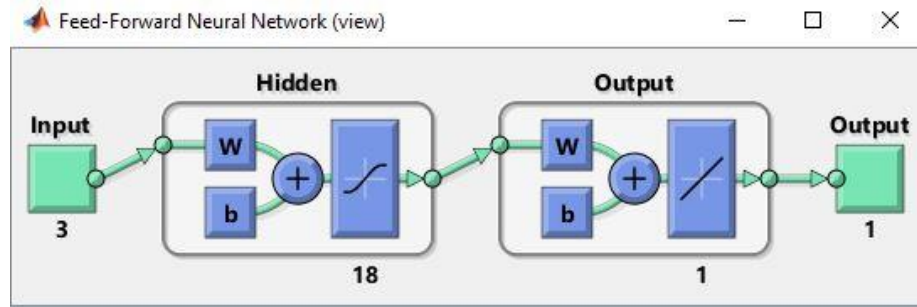 Feed-Forward Neural Network (view)
Hidden
Output
Input
Output
W
W
+
+
b
b
3
1
18
1